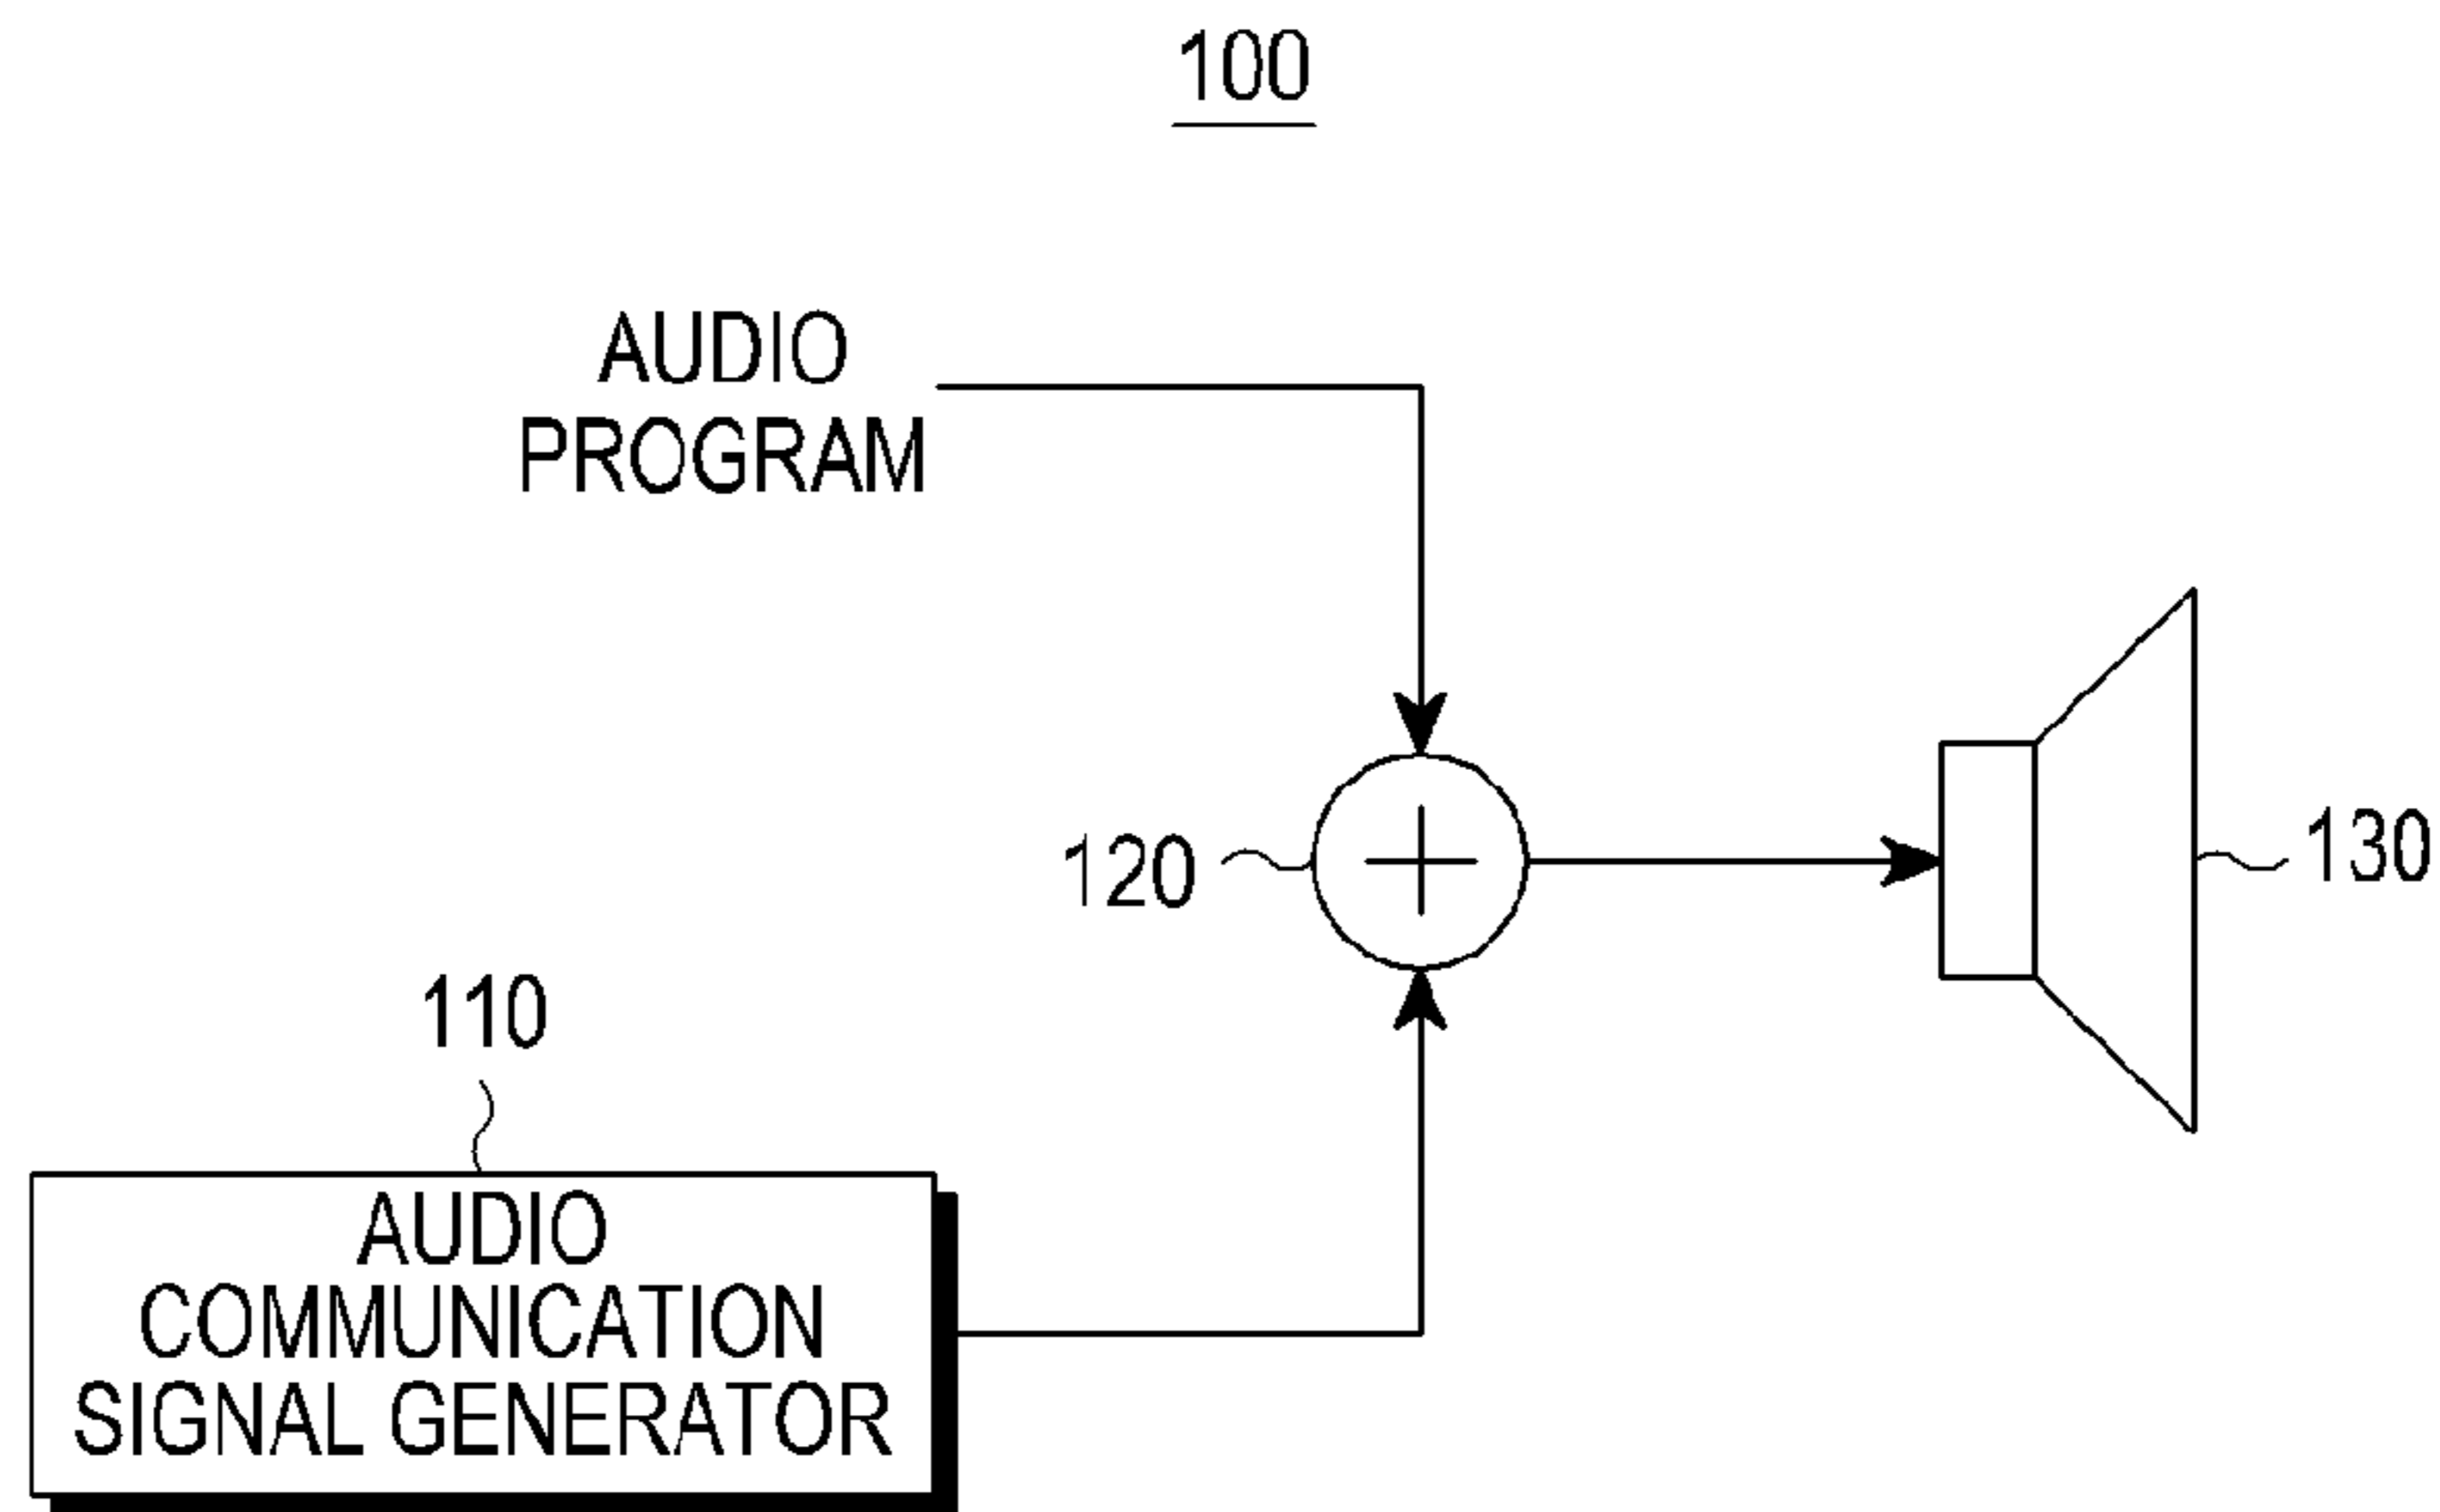 100
AUDIO
PROGRAM
120
130
110
AUDIO
COMMUNICATION
SIGNAL GENERATOR